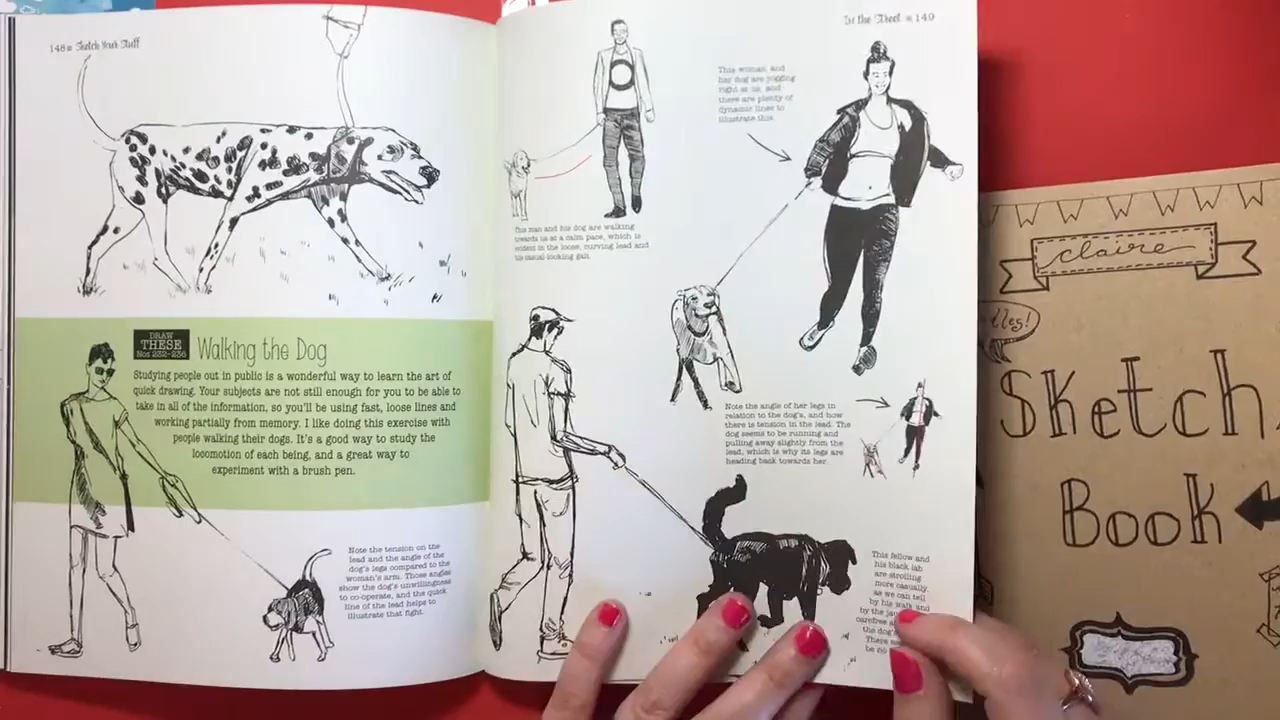 148 Sketch Your Stuff
DRAW
THESE
Nos 232-236
Walking the Dog
Studying people out in public is a wonderful way to learn the art of
quick drawing. Your subjects are not still enough for you to be able to
take in all of the information, so you'll be using fast, loose lines and
working partially from memory. I like doing this exercise with
people walking their dogs. It's a good way to study the
locomotion of each being, and a great way to
experiment with a brush pen.
Note the tension on the
lead and the angle of the
dog's legs compared to the
woman's arm. Those angles
show the dog's unwillingness
to co-operate, and the quick
line of the lead helps to
illustrate that fight.
In the Street 149
This man and his dog are walking
towards us at a calm pace, which is
evident in the loose, curving lead and
his casual-looking gait.
This woman and
her dog are jogging
right at us, and
there are plenty of
dynamic lines to
illustrate this.
Note the angle of her legs in
relation to the dog's, and how
there is tension in the lead. The
dog seems to be running and
pulling away slightly from the
lead, which is why its legs are
heading back towards her.
This fellow and
his black lab
are strolling
more casually,
as we can tell
by his walk and
by the
carefree
the dog's
There
be no
claire
Sketch
Book